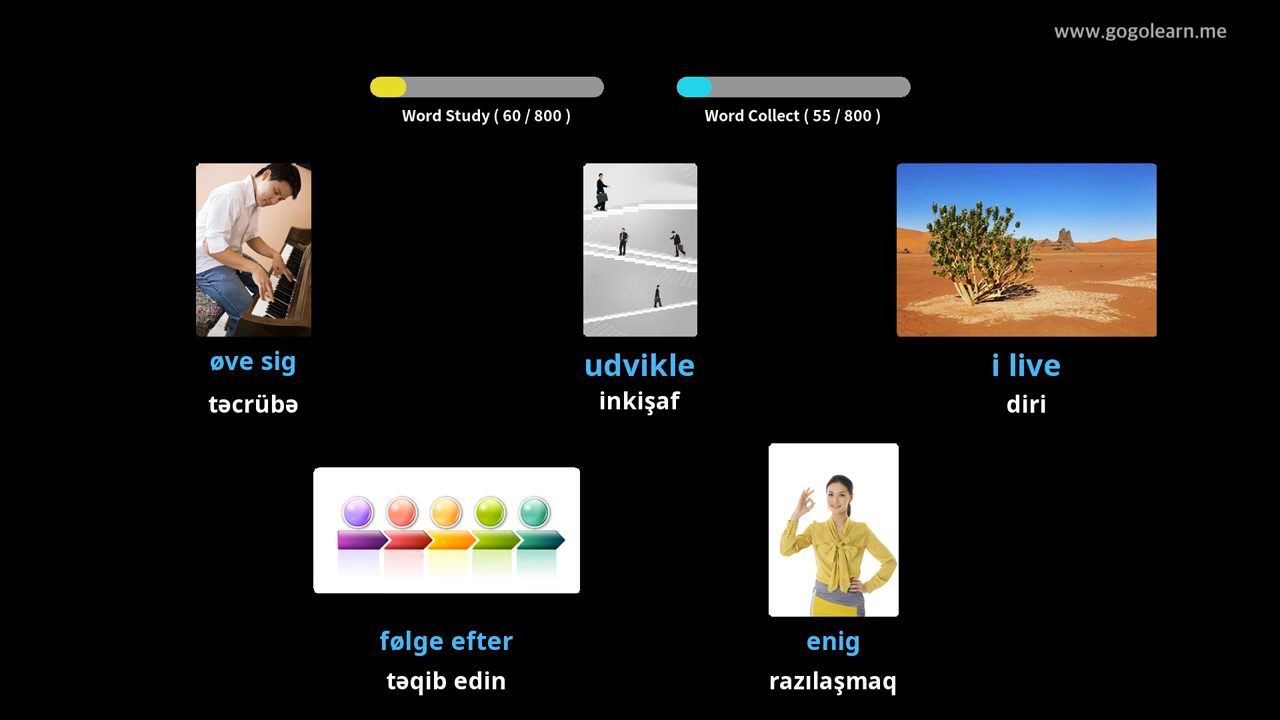 www.gogolearn.me
Word Study ( 60 / 800 )
Word Collect ( 55 / 800 )
øve sig
təcrübə
udvikle
inkişaf
i live
diri
følge efter
təqib edin
enig
razılaşmaq